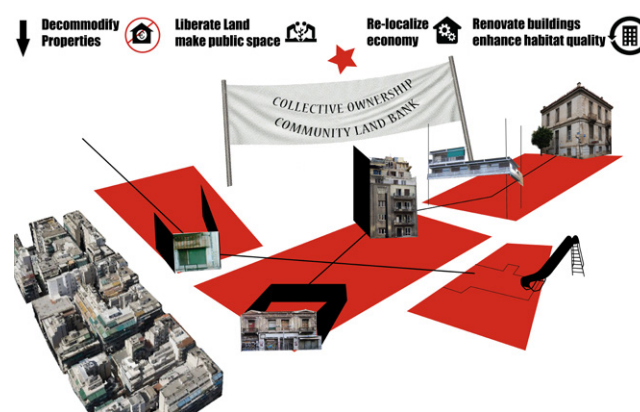 Decommodify
Properties
Liberate Land
make public space
Re-localize
economy
Renovate buildings
enhance habitat quality
COLLECTIVE OWNERSHIP
COMMUNITY LAND BANK